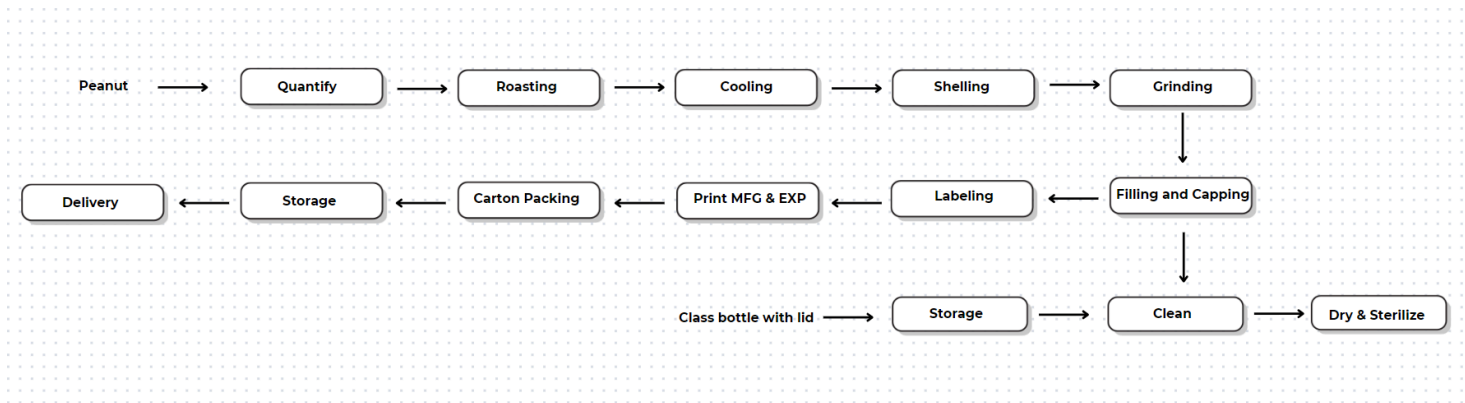 Peanut
Quantify
Roasting
Cooling
Shelling
Grinding
Delivery
Storage
Carton Packing
Print MFG & EXP
Labeling
Filling and Capping
Class bottle with lid
Storage
Clean
Dry & Sterilize